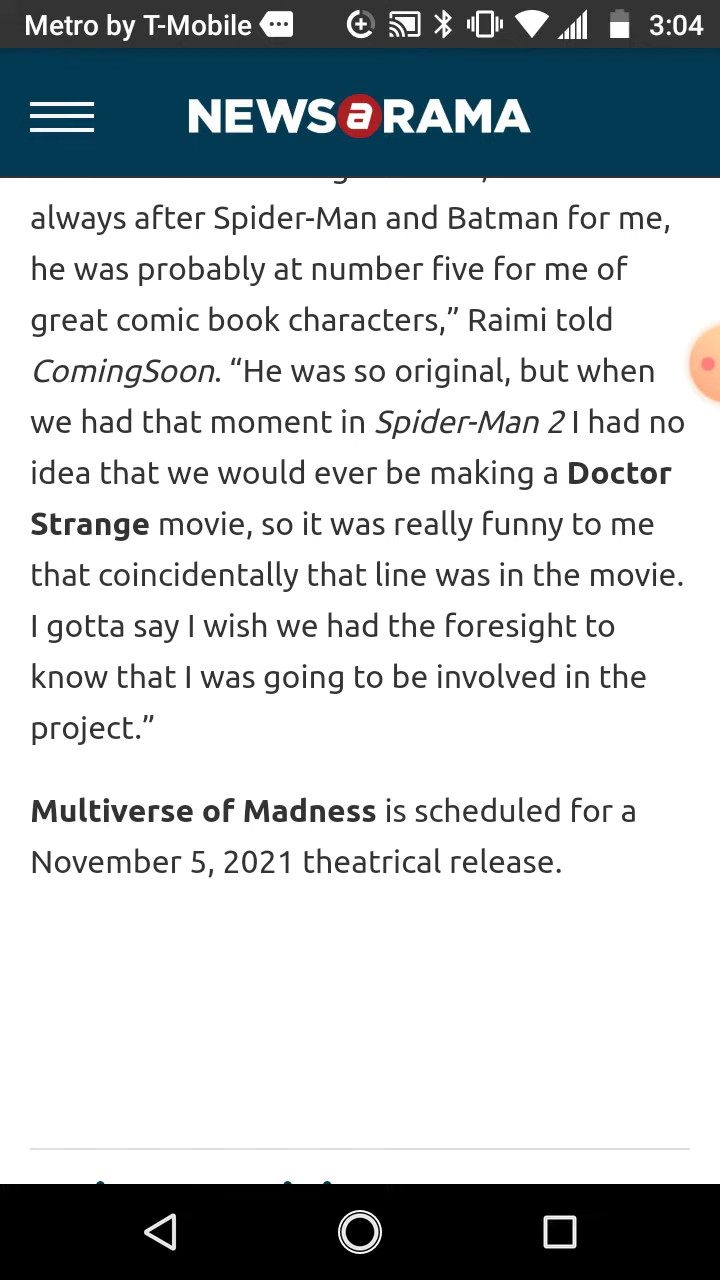 Metro by T-Mobile
3:04
NEWSaRAMA
always after Spider-Man and Batman for me,
he was probably at number five for me of
great comic book characters,” Raimi told
ComingSoon. “He was so original, but when
we had that moment in Spider-Man 2 I had no
idea that we would ever be making a Doctor
Strange movie, so it was really funny to me
that coincidentally that line was in the movie.
I gotta say I wish we had the foresight to
know that I was going to be involved in the
project.”
Multiverse of Madness is scheduled for a
November 5, 2021 theatrical release.